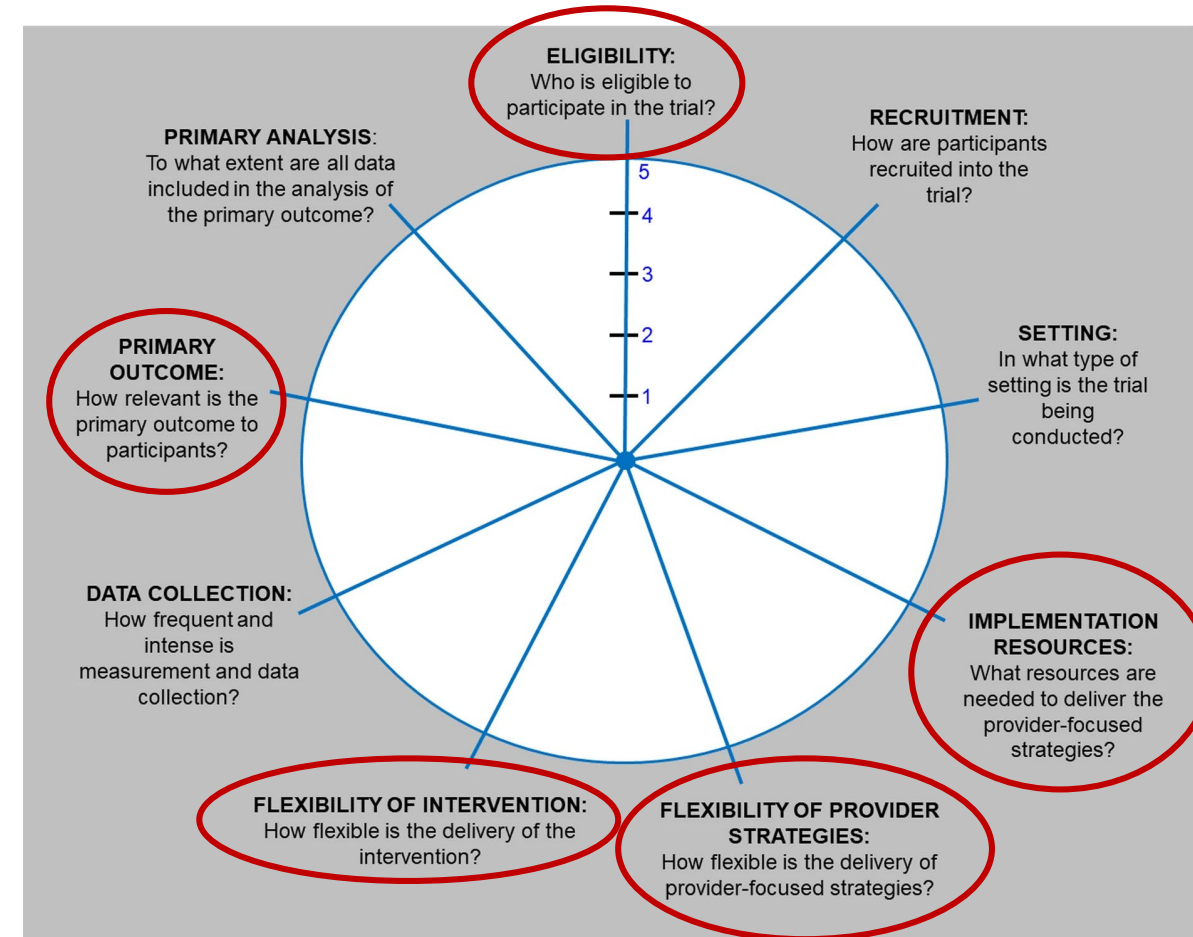 ELIGIBILITY:
Who is eligible to
participate in the trial?
RECRUITMENT:
How are participants
recruited into the
trial?
SETTING:
In what type of
setting is the trial
being
conducted?
IMPLEMENTATION
RESOURCES:
What resources are
needed to deliver the
provider-focused
strategies?
FLEXIBILITY OF PROVIDER
STRATEGIES:
How flexible is the delivery of
provider-focused strategies?
FLEXIBILITY OF INTERVENTION:
How flexible is the delivery of the
intervention?
DATA COLLECTION:
How frequent and
intense is
measurement and data
collection?
PRIMARY
OUTCOME:
How relevant is the
primary outcome to
participants?
PRIMARY ANALYSIS:
To what extent are all data
included in the analysis of
the primary outcome?
5
4
3
2
1